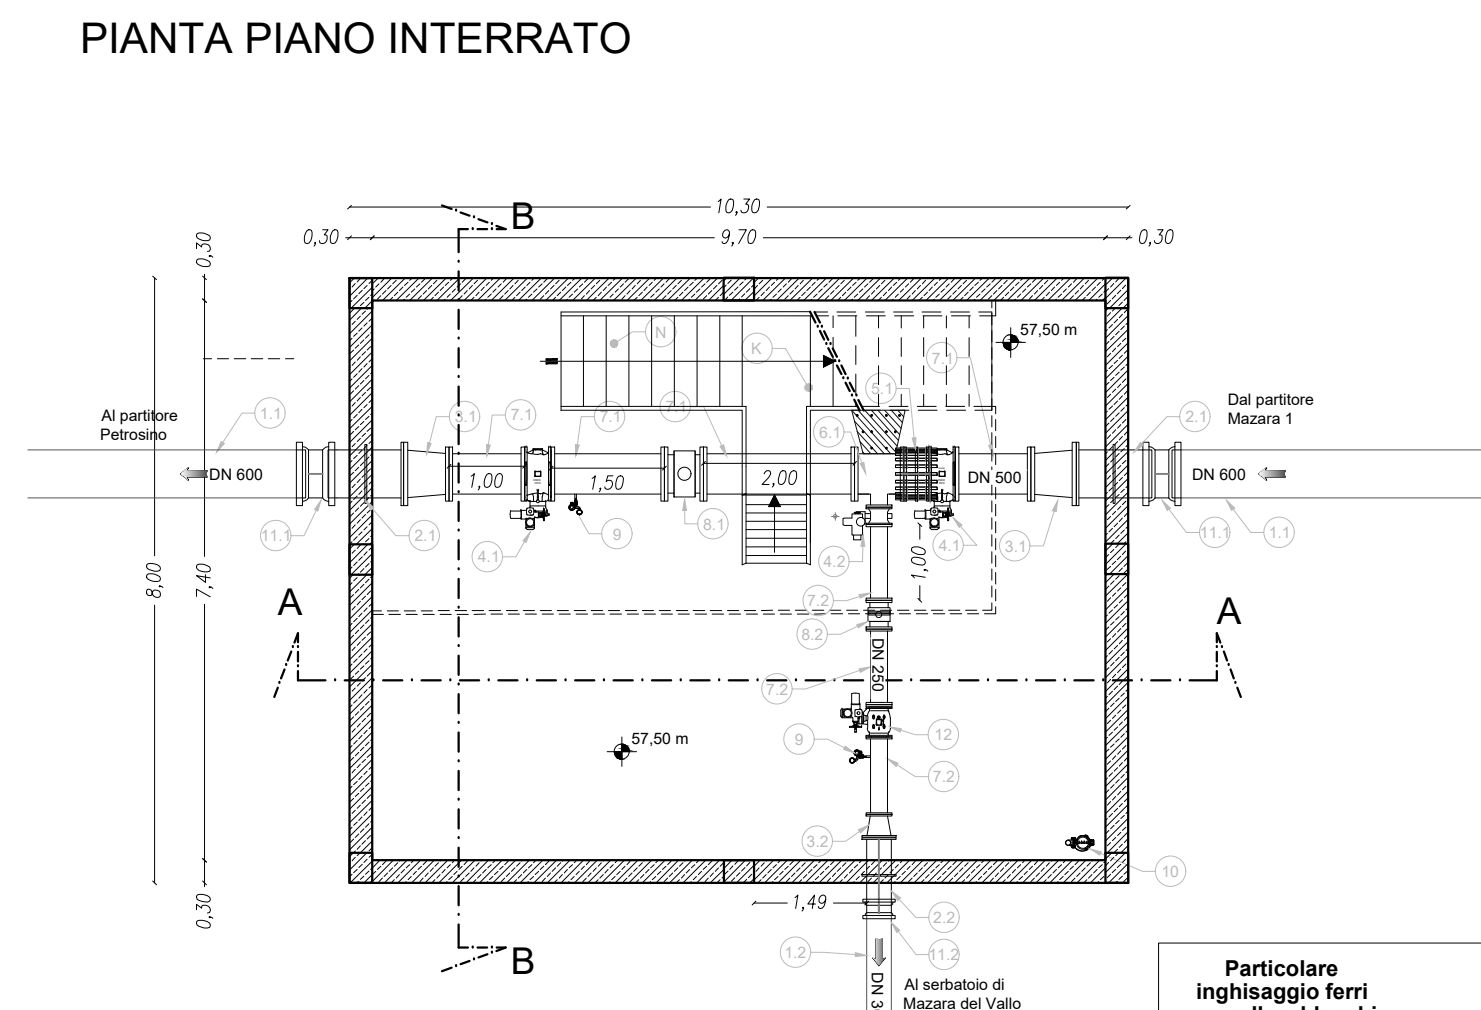 PIANTA PIANO INTERRATO
B
10,30
0,30
9,70
0,30
0,30
N
K
57,50 m
7.1
5.1
Al partitore
Petrosino
1.1
3.1
7.1
7.1
7.1
6.1
2.1
Dal partitore
Mazara 1
DN 600
1,00
1,50
2,00
DN 500
DN 600
11.1
2.1
4.1
9
8.1
4.2
4.1
3.1
11.1
1.1
1,00
8,00
7,40
A
7.2
8.2
A
DN 250
7.2
57,50 m
9
12
7.2
3.2
10
0,30
1,49
2.2
B
1.2
11.2
Al serbatoio di
Mazara del Vallo
Particolare
inghisaggio ferri